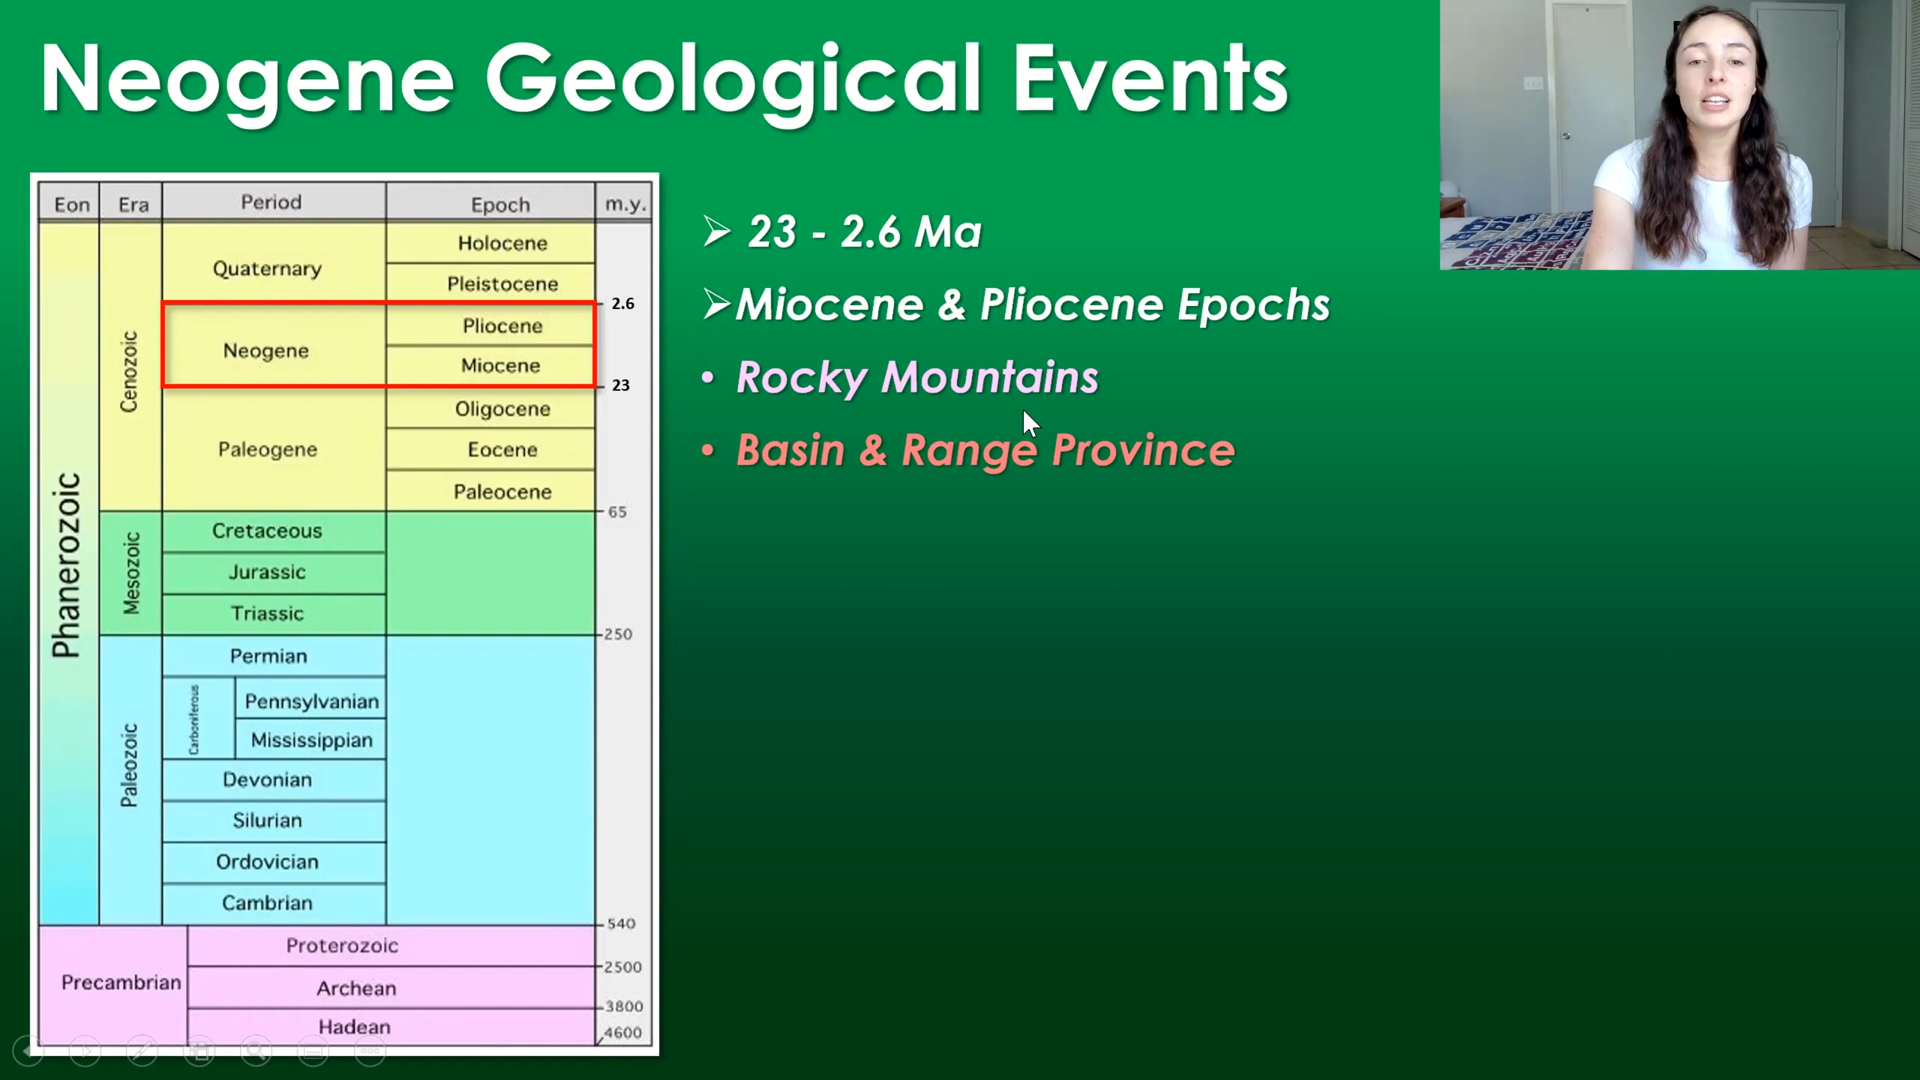 Neogene Geological Events
Eon Era Period Epoch m.y.
Phanerozoic
Cenozoic
Quaternary
Holocene
Pleistocene
2.6
Neogene
Pliocene
Miocene
23
Paleogene
Oligocene
Eocene
Paleocene
65
Mesozoic
Cretaceous
Jurassic
Triassic
250
Paleozoic
Permian
Carboniferous
Pennsylvanian
Mississippian
Devonian
Silurian
Ordovician
Cambrian
540
Precambrian
Proterozoic
2500
Archean
3800
Hadean
4600
➢ 23 - 2.6 Ma
➢ Miocene & Pliocene Epochs
• Rocky Mountains
• Basin & Range Province